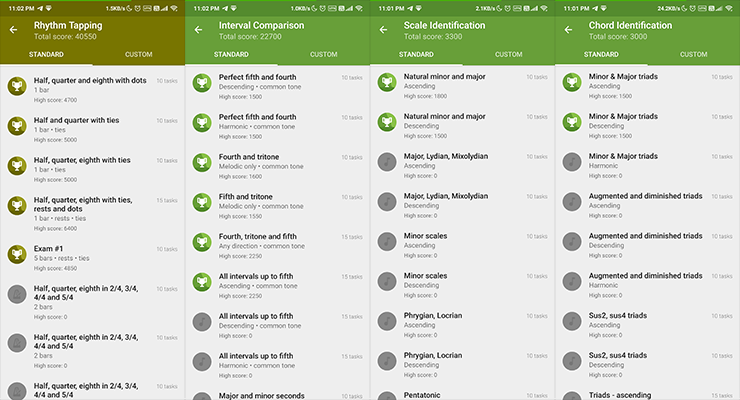 11:02 PM 1.5KB/s
Rhythm Tapping
Total score: 40550
STANDARD CUSTOM
Half, quarter and eighth with dots 10 tasks
1 bar
High score: 4700
Half and quarter with ties 10 tasks
1 bar • ties
High score: 5000
Half, quarter, eighth with ties 10 tasks
1 bar • ties
High score: 5000
Half, quarter, eighth with ties, 15 tasks
rests and dots
1 bar • rests • ties
High score: 6400
Exam #1 10 tasks
5 bars • rests • ties
High score: 4850
Half, quarter, eighth in 2/4, 3/4, 10 tasks
4/4 and 5/4
2 bars
High score: 0
Half, quarter, eighth in 2/4, 3/4, 10 tasks
4/4 and 5/4
2 bars
High score: 0
Half, quarter, eighth in 2/4, 3/4, 10 tasks
4/4 and 5/4
11:02 PM 1.0KB/s
Interval Comparison
Total score: 22700
STANDARD CUSTOM
Perfect fifth and fourth 10 tasks
Descending • common tone
High score: 1500
Perfect fifth and fourth 10 tasks
Harmonic • common tone
High score: 1500
Fourth and tritone 10 tasks
Melodic only • common tone
High score: 1600
Fifth and tritone 10 tasks
Melodic only • common tone
High score: 1550
Fourth, tritone and fifth 15 tasks
Any direction • common tone
High score: 2250
All intervals up to fifth 15 tasks
Ascending • common tone
High score: 2250
All intervals up to fifth 15 tasks
Descending • common tone
High score: 0
All intervals up to fifth 15 tasks
Harmonic • common tone
High score: 0
Major and minor seconds 10 tasks
11:01 PM 2.1KB/s
Scale Identification
Total score: 3300
STANDARD CUSTOM
Natural minor and major 10 tasks
Ascending
High score: 1800
Natural minor and major 10 tasks
Descending
High score: 1500
Major, Lydian, Mixolydian 10 tasks
Ascending
High score: 0
Major, Lydian, Mixolydian 10 tasks
Descending
High score: 0
Minor scales 10 tasks
Ascending
High score: 0
Minor scales 10 tasks
Descending
High score: 0
Phrygian, Locrian 10 tasks
Ascending
High score: 0
Phrygian, Locrian 10 tasks
Descending
High score: 0
Pentatonic 10 tasks
11:01 PM 24.2KB/s
Chord Identification
Total score: 3000
STANDARD CUSTOM
Minor & Major triads 10 tasks
Ascending
High score: 1500
Minor & Major triads 10 tasks
Descending
High score: 1500
Minor & Major triads 10 tasks
Harmonic
High score: 0
Augmented and diminished triads 10 tasks
Ascending
High score: 0
Augmented and diminished triads 10 tasks
Descending
High score: 0
Augmented and diminished triads 10 tasks
Harmonic
High score: 0
Sus2, sus4 triads 10 tasks
Ascending
High score: 0
Sus2, sus4 triads 10 tasks
Descending
High score: 0
Triads - ascending 15 tasks